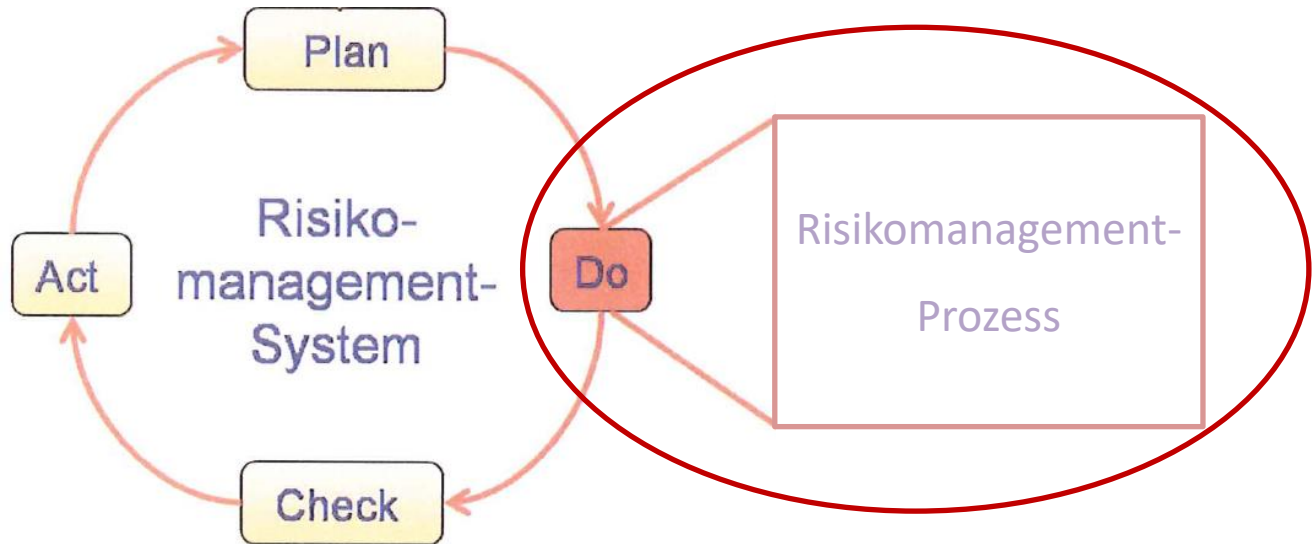 Plan
Risiko-
management-
System
Act
Do
Check
Risikomanagement-
Prozess